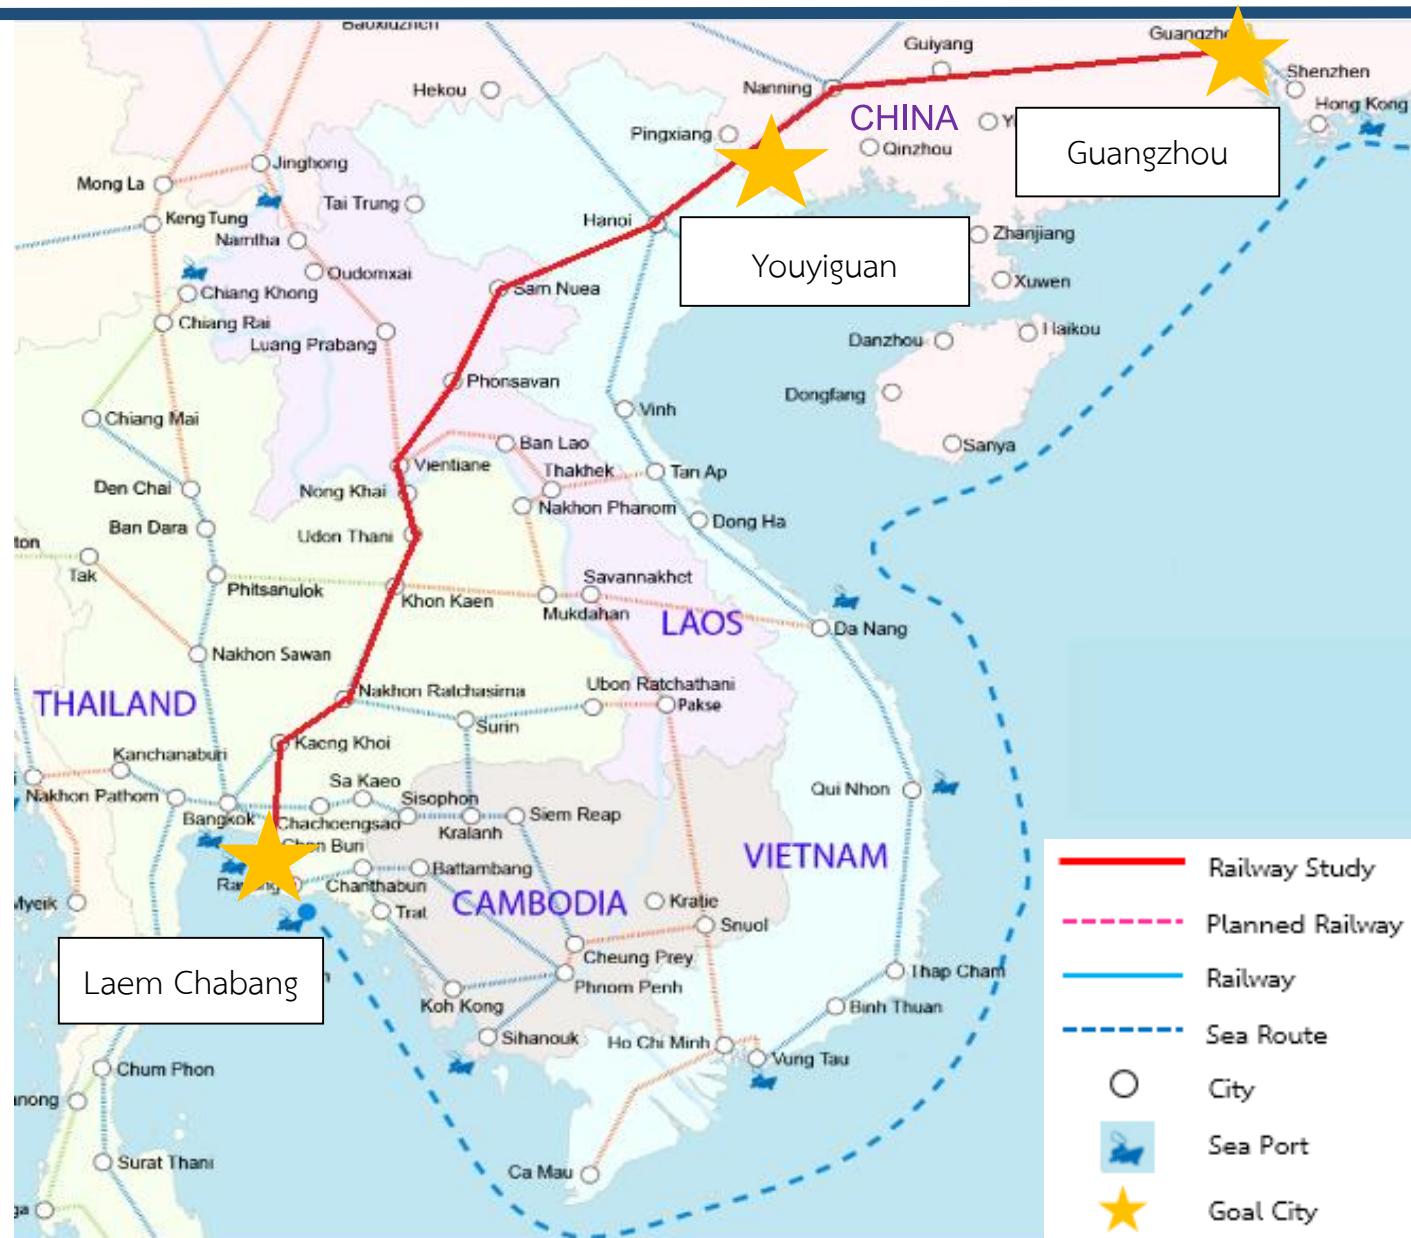 Baoxiuzhen
Guangzho
Guiyang
Hekou
Nanning
Shenzhen
Hong Kong
CHINA
Pingxiang
Qinzhou
Guangzhou
Jinghong
Mong La
Tai Trung
Keng Tung
Hanoi
Namtha
Zhanjiang
Youyiguan
Oudomxai
Chiang Khong
Sam Nuea
Xuwen
Chiang Rai
Luang Prabang
Haikou
Danzhou
Phonsavan
Dongfang
Chiang Mai
Vinh
Ban Lao
Sanya
Vientiane
Thakhek
Tan Ap
Den Chai
Nong Khai
Nakhon Phanom
Ban Dara
Udon Thani
Dong Ha
ton
Tak
Phitsanulok
Khon Kaen
Savannakhet
Mukdahan
LAOS
Da Nang
Nakhon Sawan
Nakhon Ratchasima
Ubon Ratchathani
THAILAND
Surin
Pakse
Kaeng Khoi
Kanchanaburi
Sa Kaeo
Nakhon Pathom
Sisophon
Siem Reap
Qui Nhon
Bangkok
Chachoengsao
Kralanh
Chon Buri
VIETNAM
Battambang
Chanthabun
Myeik
Trat
CAMBODIA
Kratie
Snuol
Cheung Prey
Laem Chabang
Phnom Penh
Thap Cham
Koh Kong
Binh Thuan
Sihanouk
Ho Chi Minh
Vung Tau
Chum Phon
anong
Surat Thani
Ca Mau
ga
Railway Study
Planned Railway
Railway
Sea Route
City
Sea Port
Goal City